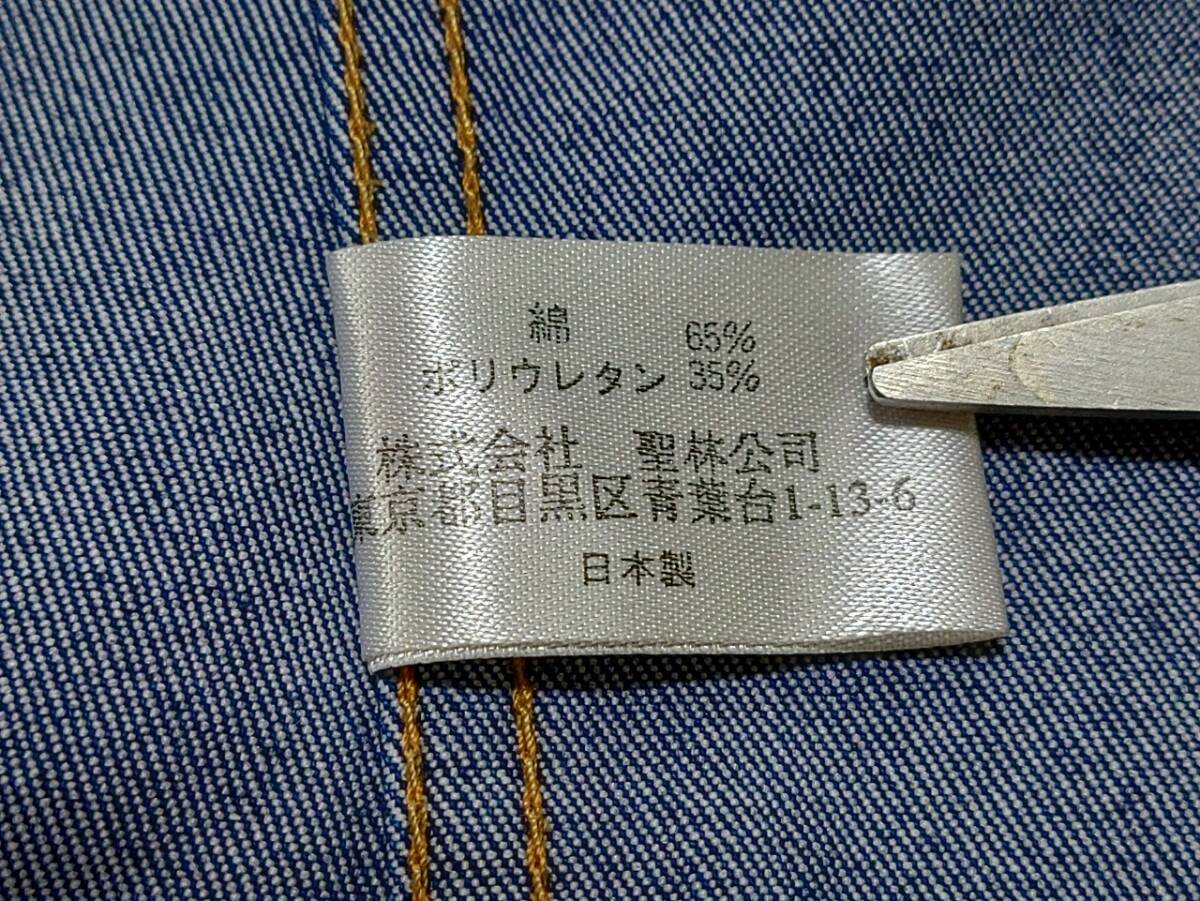 綿 65%
ポリウレタン 35%
株式会社 聖林公司
東京都目黒区青葉台1-13-6
日本製